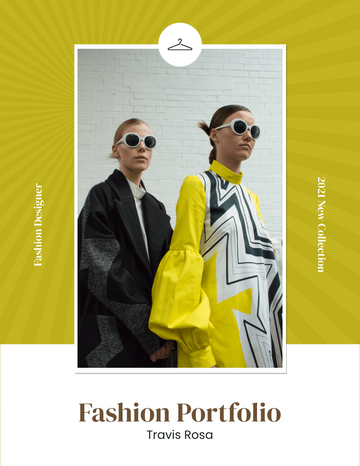 Fashion Designer
2021 New Collection
Fashion Portfolio
Travis Rosa